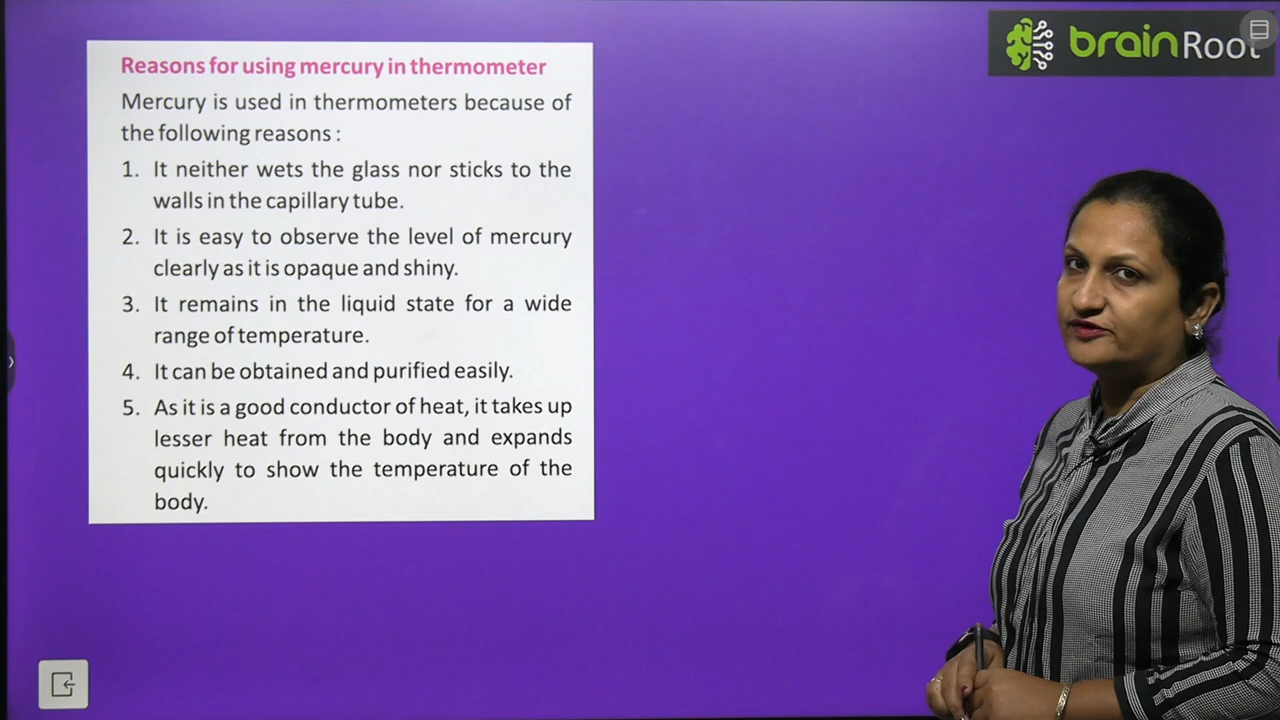 Reasons for using mercury in thermometer
Mercury is used in thermometers because of
the following reasons :
1. It neither wets the glass nor sticks to the
walls in the capillary tube.
2. It is easy to observe the level of mercury
clearly as it is opaque and shiny.
3. It remains in the liquid state for a wide
range of temperature.
4. It can be obtained and purified easily.
5. As it is a good conductor of heat, it takes up
lesser heat from the body and expands
quickly to show the temperature of the
body.
brain Root